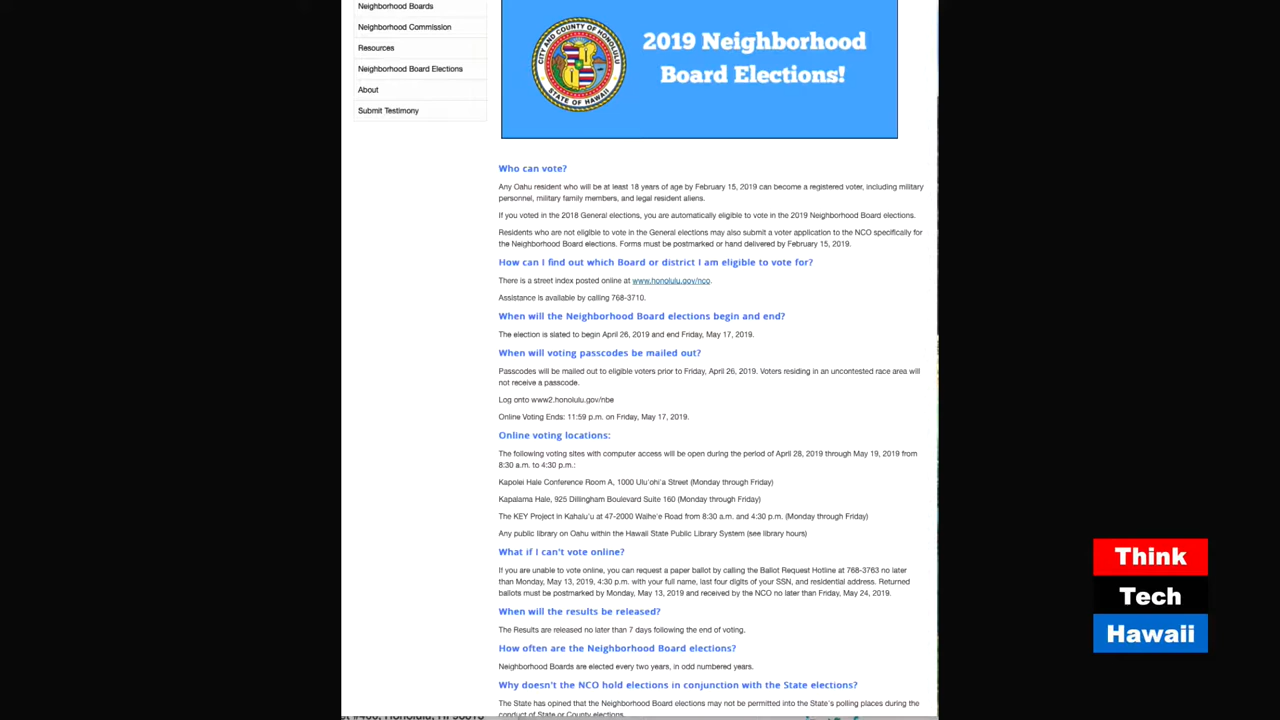 Neighborhood Boards
Neighborhood Commission
Resources
Neighborhood Board Elections
About
Submit Testimony
CITY AND COUNTY OF HONOLULU
STATE OF HAWAII
2019 Neighborhood
Board Elections!
Who can vote?
Any Oahu resident who will be at least 18 years of age by February 15, 2019 can become a registered voter, including military
personnel, military family members, and legal resident aliens.
If you voted in the 2018 General elections, you are automatically eligible to vote in the 2019 Neighborhood Board elections.
Residents who are not eligible to vote in the General elections may also submit a voter application to the NCO specifically for
the Neighborhood Board elections. Forms must be postmarked or hand delivered by February 15, 2019.
How can I find out which Board or district I am eligible to vote for?
There is a street index posted online at www.honolulu.gov/nco.
Assistance is available by calling 768-3710.
When will the Neighborhood Board elections begin and end?
The election is slated to begin April 26, 2019 and end Friday, May 17, 2019.
When will voting passcodes be mailed out?
Passcodes will be mailed out to eligible voters prior to Friday, April 26, 2019. Voters residing in an uncontested race area will
not receive a passcode.
Log onto www2.honolulu.gov/nbe
Online Voting Ends: 11:59 p.m. on Friday, May 17, 2019.
Online voting locations:
The following voting sites with computer access will be open during the period of April 28, 2019 through May 19, 2019 from
8:30 a.m. to 4:30 p.m.:
Kapolei Hale Conference Room A, 1000 Ulu'ohi'a Street (Monday through Friday)
Kapalama Hale, 925 Dillingham Boulevard Suite 160 (Monday through Friday)
The KEY Project in Kahalu'u at 47-2000 Waihe'e Road from 8:30 a.m. and 4:30 p.m. (Monday through Friday)
Any public library on Oahu within the Hawaii State Public Library System (see library hours)
What if I can't vote online?
If you are unable to vote online, you can request a paper ballot by calling the Ballot Request Hotline at 768-3763 no later
than Monday, May 13, 2019, 4:30 p.m. with your full name, last four digits of your SSN, and residential address. Returned
ballots must be postmarked by Monday, May 13, 2019 and received by the NCO no later than Friday, May 24, 2019.
When will the results be released?
The Results are released no later than 7 days following the end of voting.
How often are the Neighborhood Board elections?
Neighborhood Boards are elected every two years, in odd numbered years.
Why doesn't the NCO hold elections in conjunction with the State elections?
The State has opined that the Neighborhood Board elections may not be permitted into the State's polling places during the
conduct of State or County elections.
#400, Honolulu, HI 96813
Think
Tech
Hawaii